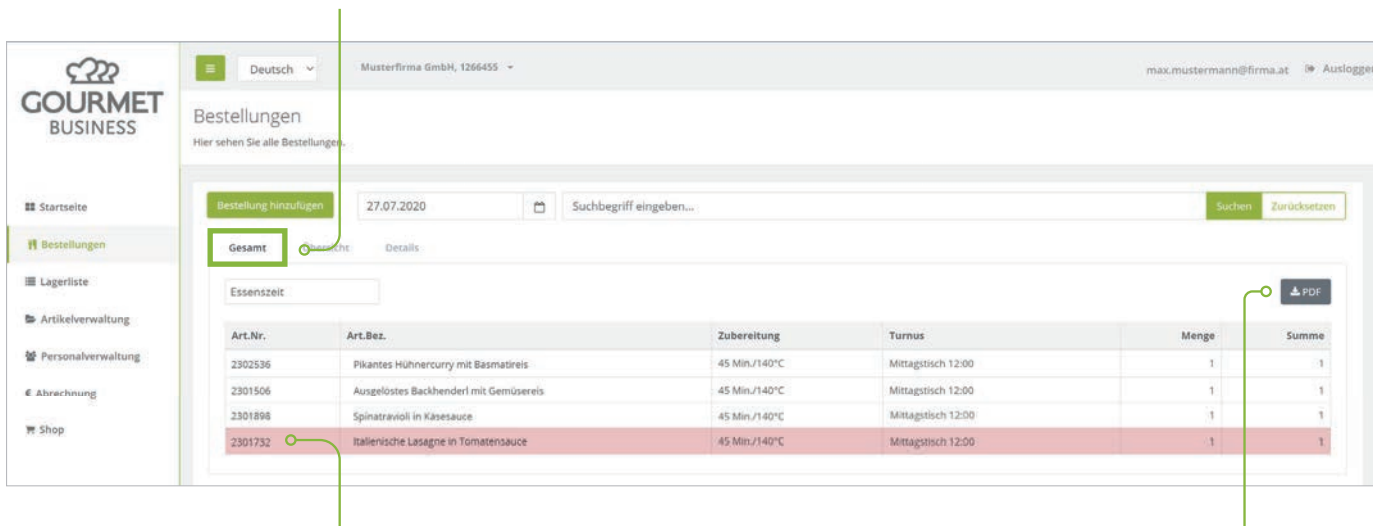 GOURMET
BUSINESS
Deutsch
Musterfirma GmbH, 1266455
max.mustermann@firma.at Auslogge
Bestellungen
Hier sehen Sie alle Bestellungen.
Startseite
Bestellungen
Lagerliste
Artikelverwaltung
Personalverwaltung
€ Abrechnung
Shop
Bestellung hinzufügen 27.07.2020 Suchbegriff eingeben... Suchen Zurücksetzen
Gesamt Übersicht Details
Essenszeit PDF
Art.Nr. Art.Bez. Zubereitung Turnus Menge Summe
2302536 Pikantes Hühnercurry mit Basmatireis 45 Min./140°C Mittagstisch 12:00 1 1
2301506 Ausgelöstes Backhenderl mit Gemüsereis 45 Min./140°C Mittagstisch 12:00 1 1
2301898 Spinatravioli in Käsesauce 45 Min./140°C Mittagstisch 12:00 1 1
2301732 Italienische Lasagne in Tomatensauce 45 Min./140°C Mittagstisch 12:00 1 1